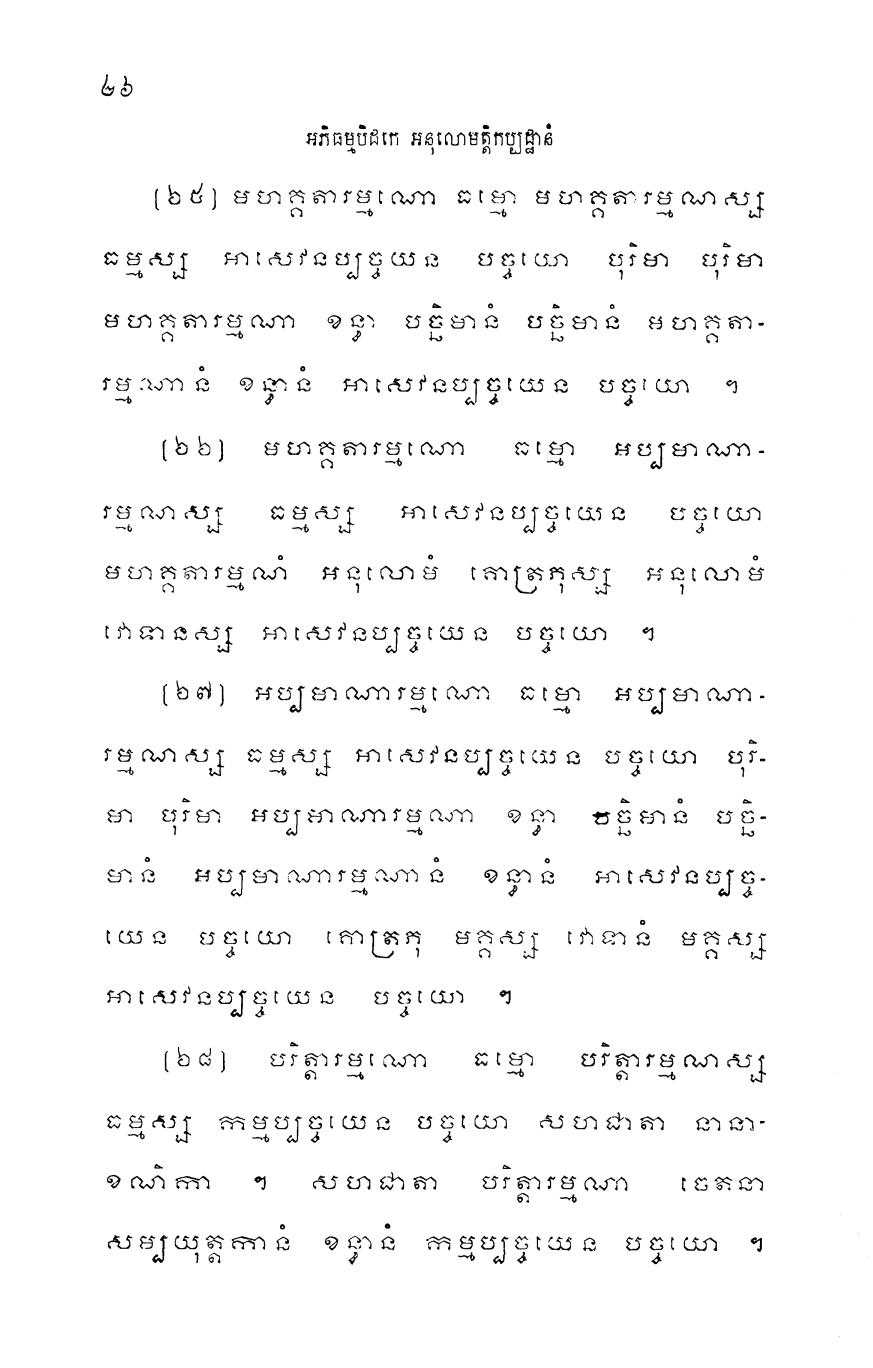 ៤៦
អភិធម្មបិដកេ អនុលោមត្តិកប្បដ្ឋានំ
(២៥) មហគ្គតារម្មណោ ធម្មោ មហគ្គតារម្មណស្ស
ធម្មស្ស អាសេវនប្បច្ចយេន បច្ចយោ បុរិមា បុរិមា
មហគ្គតារម្មណា ខន្ធា បច្ឆិមានំ បច្ឆិមានំ មហគ្គតា-
រម្មណានំ ខន្ធានំ អាសេវនប្បច្ចយេន បច្ចយោ ។
(២៦) មហគ្គតារម្មណោ ធម្មោ អប្បមាណា-
រម្មណស្ស ធម្មស្ស អាសេវនប្បច្ចយេន បច្ចយោ
មហគ្គតារម្មណំ អនុលោមំ គោត្រភុស្ស អនុលោមំ
វោទានស្ស អាសេវនប្បច្ចយេន បច្ចយោ ។
(២៧) អប្បមាណារម្មណោ ធម្មោ អប្បមាណា-
រម្មណស្ស ធម្មស្ស អាសេវនប្បច្ចយេន បច្ចយោ បុរិ-
មា បុរិមា អប្បមាណារម្មណា ខន្ធា បច្ឆិមានំ បច្ឆិ-
មានំ អប្បមាណារម្មណានំ ខន្ធានំ អាសេវនប្បច្ច-
យេន បច្ចយោ គោត្រភុ មគ្គស្ស វោទានំ មគ្គស្ស
អាសេវនប្បច្ចយេន បច្ចយោ ។
(២៨) បរិត្តារម្មណោ ធម្មោ បរិត្តារម្មណស្ស
ធម្មស្ស កម្មប្បច្ចយេន បច្ចយោ សហជាតា នានា-
ខណិកា ។ សហជាតា បរិត្តារម្មណា ចេតនា
សម្បយុត្តកានំ ខន្ធានំ កម្មប្បច្ចយេន បច្ចយោ ។